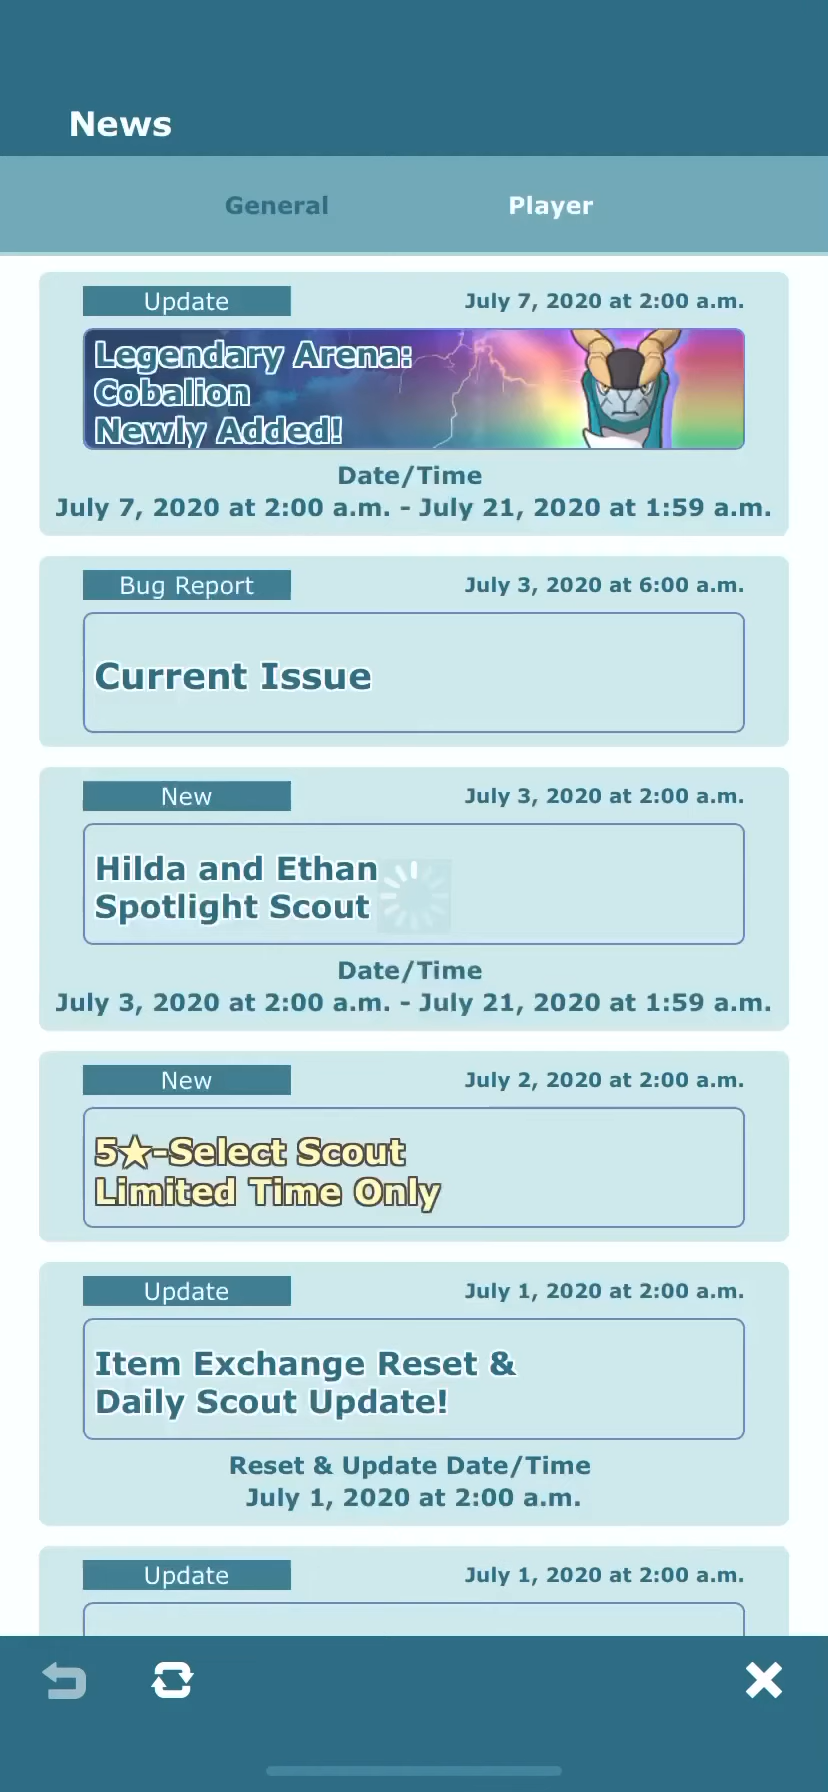 News
General
Player
Update
July 7, 2020 at 2:00 a.m.
Legendary Arena:
Cobalion
Newly Added!
Date/Time
July 7, 2020 at 2:00 a.m. - July 21, 2020 at 1:59 a.m.
Bug Report
July 3, 2020 at 6:00 a.m.
Current Issue
New
July 3, 2020 at 2:00 a.m.
Hilda and Ethan
Spotlight Scout
Date/Time
July 3, 2020 at 2:00 a.m. - July 21, 2020 at 1:59 a.m.
New
July 2, 2020 at 2:00 a.m.
5★-Select Scout
Limited Time Only
Update
July 1, 2020 at 2:00 a.m.
Item Exchange Reset &
Daily Scout Update!
Reset & Update Date/Time
July 1, 2020 at 2:00 a.m.
Update
July 1, 2020 at 2:00 a.m.